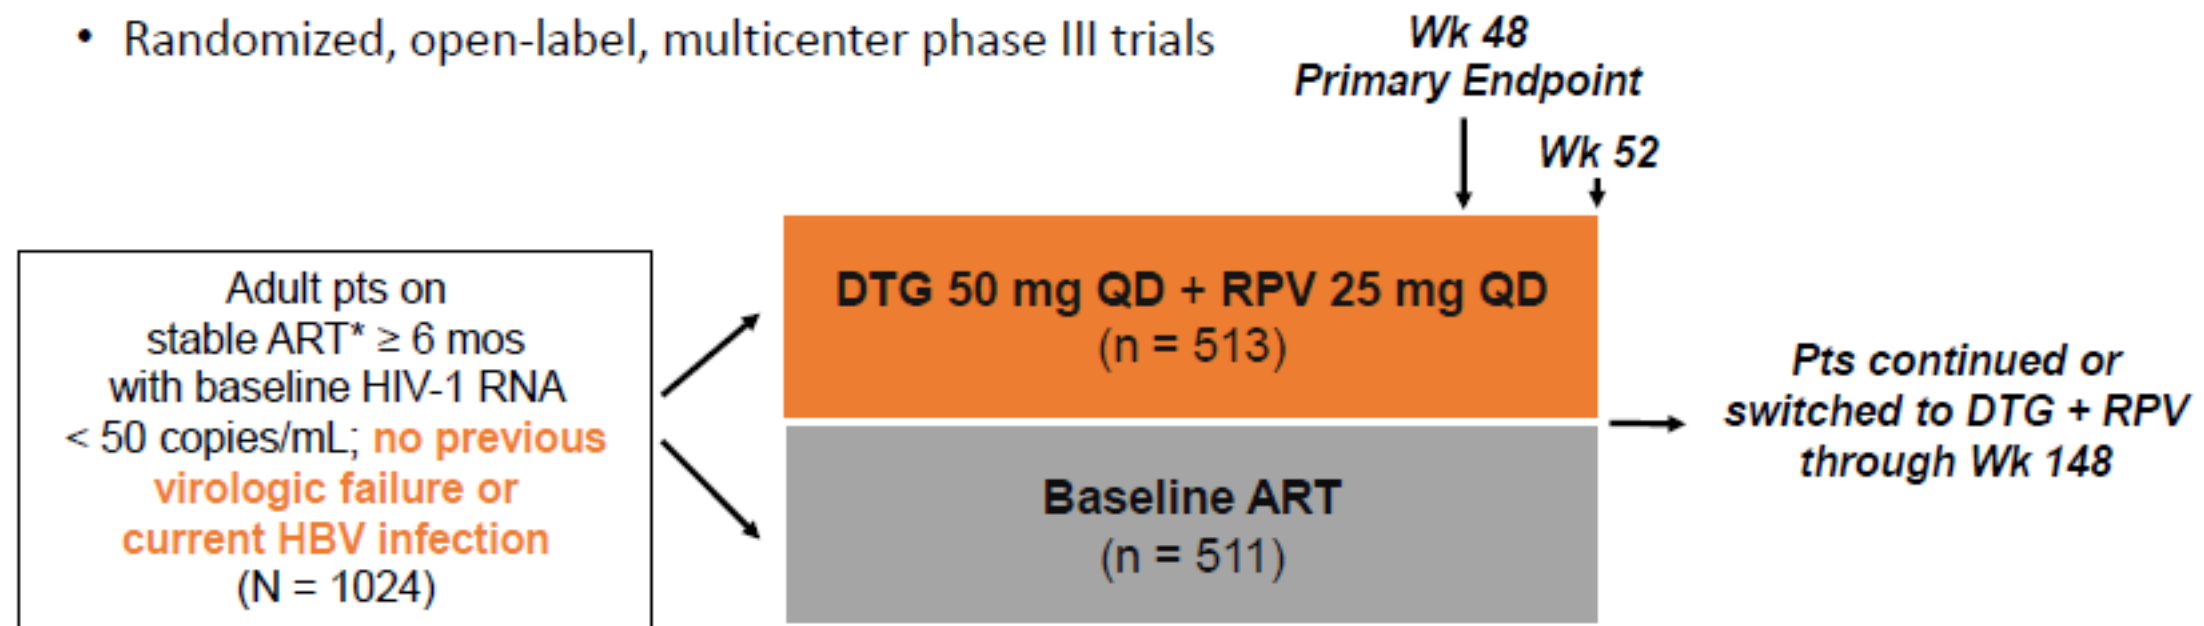 • Randomized, open-label, multicenter phase III trials
Wk 48
Primary Endpoint
Wk 52
Adult pts on
stable ART* ≥ 6 mos
with baseline HIV-1 RNA
< 50 copies/mL; no previous
virologic failure or
current HBV infection
(N = 1024)
DTG 50 mg QD + RPV 25 mg QD
(n = 513)
Baseline ART
(n = 511)
Pts continued or
switched to DTG + RPV
through Wk 148